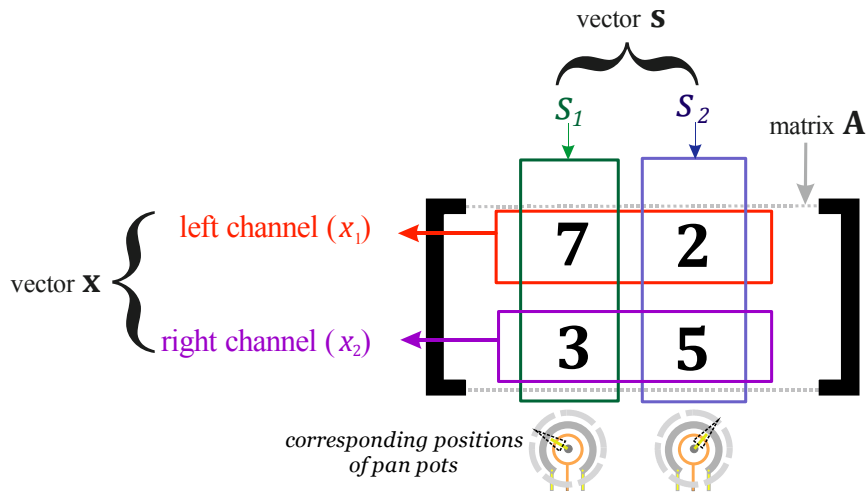 vector s
S1 S2
matrix A
left channel (x1)
7 2
vector x
right channel (x2)
3 5
corresponding positions
of pan pots